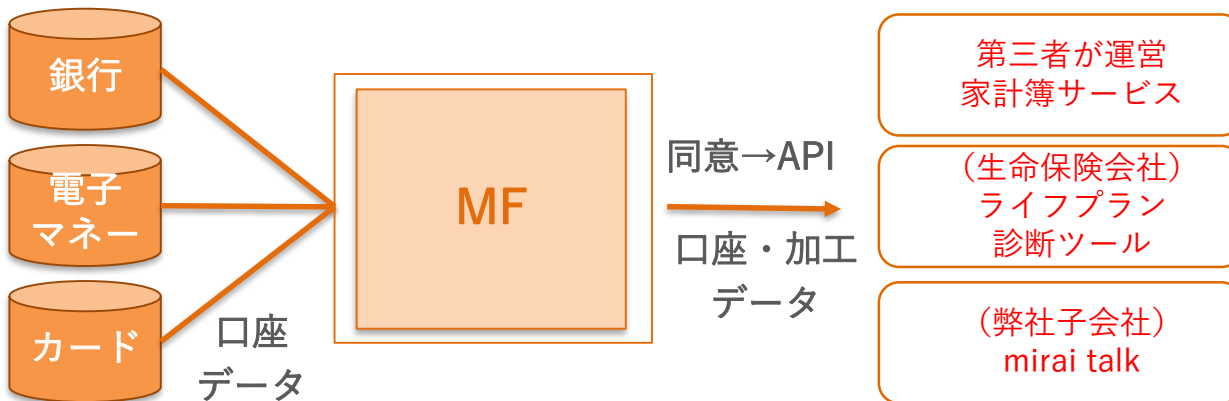 銀行
電子
マネー
カード
口座
データ
MF
同意→API
口座・加工
データ
第三者が運営
家計簿サービス
(生命保険会社)
ライフプラン
診断ツール
(弊社子会社)
mirai talk